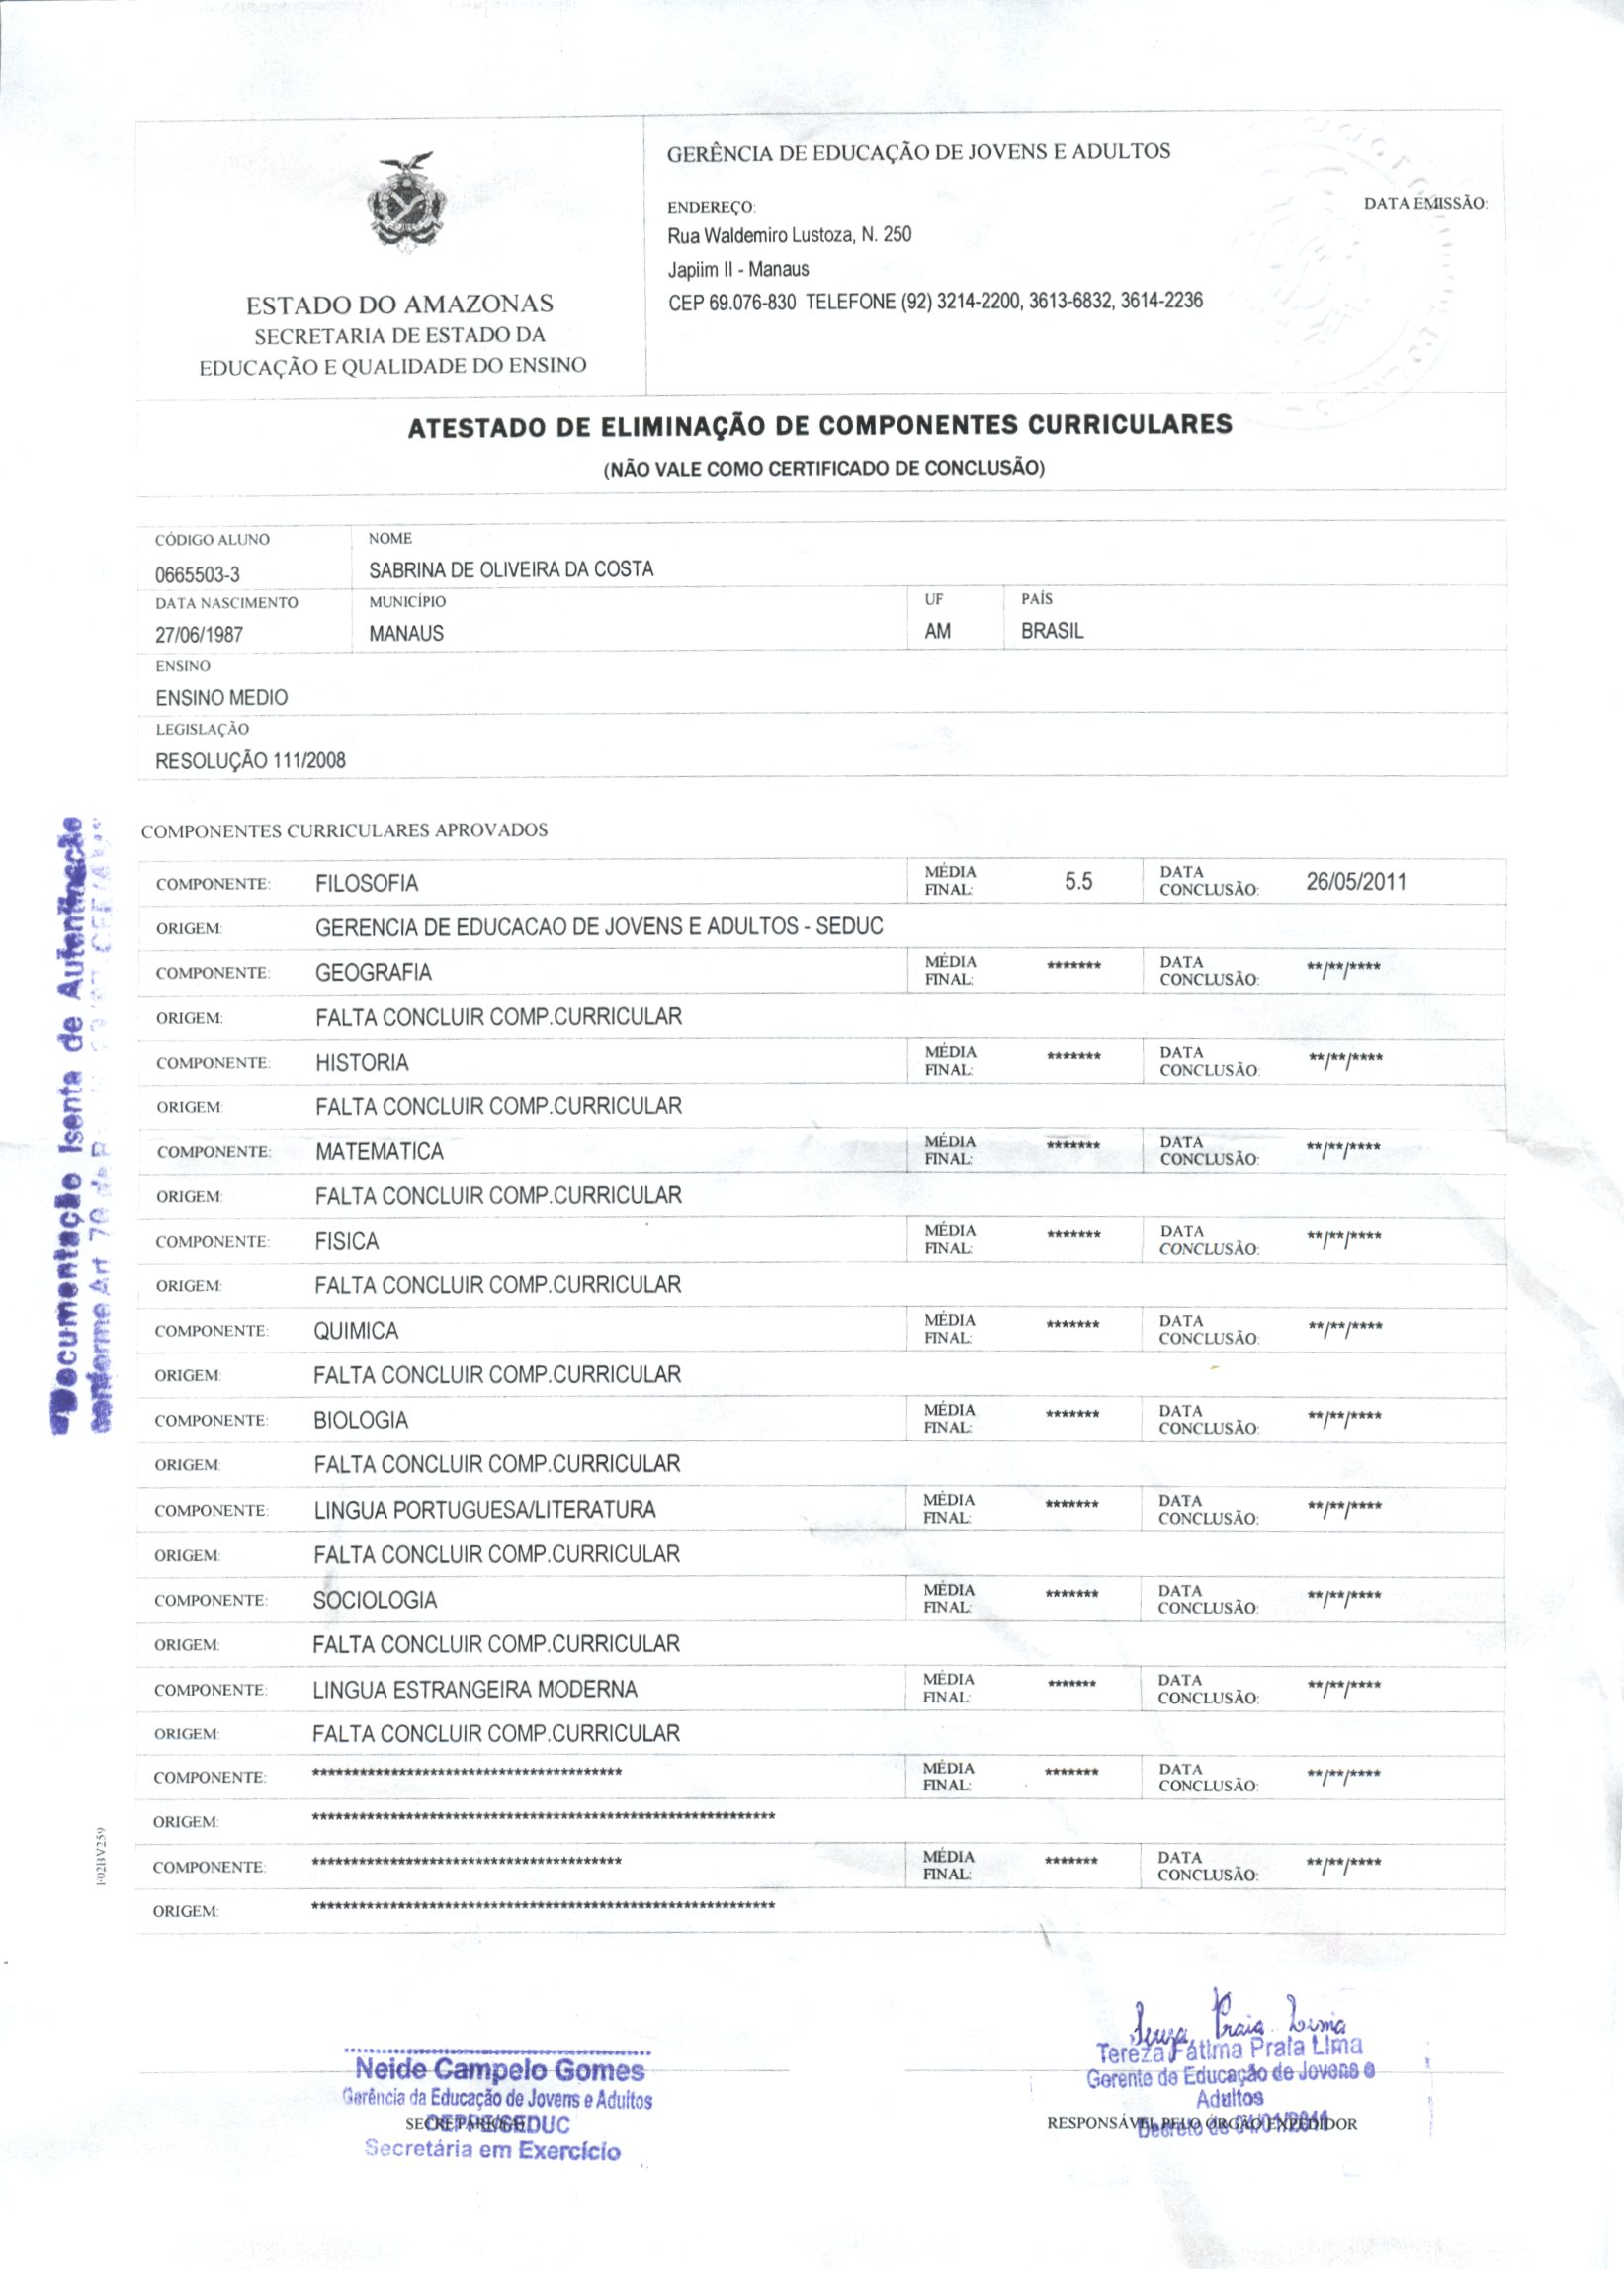 ESTADO DO AMAZONAS
SECRETARIA DE ESTADO DA
EDUCAÇÃO E QUALIDADE DO ENSINO
GERÊNCIA DE EDUCAÇÃO DE JOVENS E ADULTOS
ENDEREÇO:
DATA EMISSÃO:
Rua Waldemiro Lustoza, N. 250
Japiim II - Manaus
CEP 69.076-830 TELEFONE (92) 3214-2200, 3613-6832, 3614-2236
ATESTADO DE ELIMINAÇÃO DE COMPONENTES CURRICULARES
(NÃO VALE COMO CERTIFICADO DE CONCLUSÃO)
CÓDIGO ALUNO NOME
0665503-3 SABRINA DE OLIVEIRA DA COSTA
DATA NASCIMENTO MUNICÍPIO UF PAÍS
27/06/1987 MANAUS AM BRASIL
ENSINO
ENSINO MEDIO
LEGISLAÇÃO
RESOLUÇÃO 111/2008
COMPONENTES CURRICULARES APROVADOS
COMPONENTE: FILOSOFIA MÉDIA FINAL: 5.5 DATA CONCLUSÃO: 26/05/2011
ORIGEM: GERENCIA DE EDUCACAO DE JOVENS E ADULTOS - SEDUC
COMPONENTE: GEOGRAFIA MÉDIA FINAL: ******* DATA CONCLUSÃO: **/**/****
ORIGEM: FALTA CONCLUIR COMP.CURRICULAR
COMPONENTE: HISTORIA MÉDIA FINAL: ******* DATA CONCLUSÃO: **/**/****
ORIGEM: FALTA CONCLUIR COMP.CURRICULAR
COMPONENTE: MATEMATICA MÉDIA FINAL: ******* DATA CONCLUSÃO: **/**/****
ORIGEM: FALTA CONCLUIR COMP.CURRICULAR
COMPONENTE: FISICA MÉDIA FINAL: ******* DATA CONCLUSÃO: **/**/****
ORIGEM: FALTA CONCLUIR COMP.CURRICULAR
COMPONENTE: QUIMICA MÉDIA FINAL: ******* DATA CONCLUSÃO: **/**/****
ORIGEM: FALTA CONCLUIR COMP.CURRICULAR
COMPONENTE: BIOLOGIA MÉDIA FINAL: ******* DATA CONCLUSÃO: **/**/****
ORIGEM: FALTA CONCLUIR COMP.CURRICULAR
COMPONENTE: LINGUA PORTUGUESA/LITERATURA MÉDIA FINAL: ******* DATA CONCLUSÃO: **/**/****
ORIGEM: FALTA CONCLUIR COMP.CURRICULAR
COMPONENTE: SOCIOLOGIA MÉDIA FINAL: ******* DATA CONCLUSÃO: **/**/****
ORIGEM: FALTA CONCLUIR COMP.CURRICULAR
COMPONENTE: LINGUA ESTRANGEIRA MODERNA MÉDIA FINAL: ******* DATA CONCLUSÃO: **/**/****
ORIGEM: FALTA CONCLUIR COMP.CURRICULAR
COMPONENTE: **************************************** MÉDIA FINAL: ******* DATA CONCLUSÃO: **/**/****
ORIGEM: ************************************************************
COMPONENTE: **************************************** MÉDIA FINAL: ******* DATA CONCLUSÃO: **/**/****
ORIGEM: ************************************************************
Documentação Isenta de Autenticação
conforme Art 70 da
F02BV259
Neide Campelo Gomes
Gerência da Educação de Jovens e Adultos
Secretária em Exercício
Tereza Praia Lima
Tereza Fátima Praia Lima
Gerente de Educação de Jovens e
Adultos
RESPONSÁVEL PELO ÓRGÃO EXPEDIDOR
Decreto de 04/01/2011